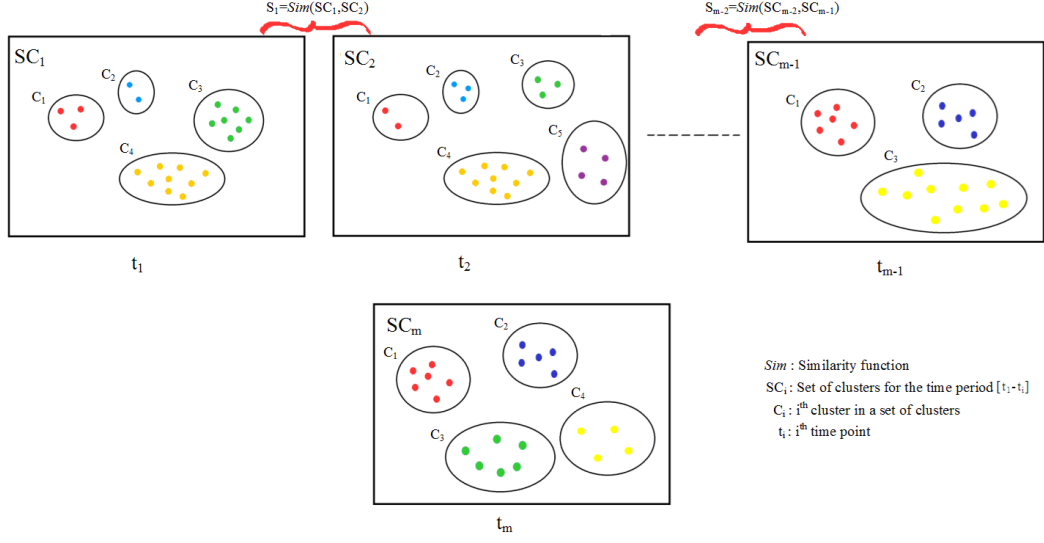 S₁=Sim(SC₁,SC₂)
Sₘ₋₂=Sim(SCₘ₋₂,SCₘ₋₁)
SC₁
C₁
C₂
C₃
C₄
t₁
SC₂
C₁
C₂
C₃
C₄
C₅
t₂
SCₘ₋₁
C₁
C₂
C₃
tₘ₋₁
SCₘ
C₁
C₂
C₃
C₄
tₘ
Sim : Similarity function
SCᵢ : Set of clusters for the time period [t₁-tᵢ]
Cᵢ : iᵗʰ cluster in a set of clusters
tᵢ : iᵗʰ time point